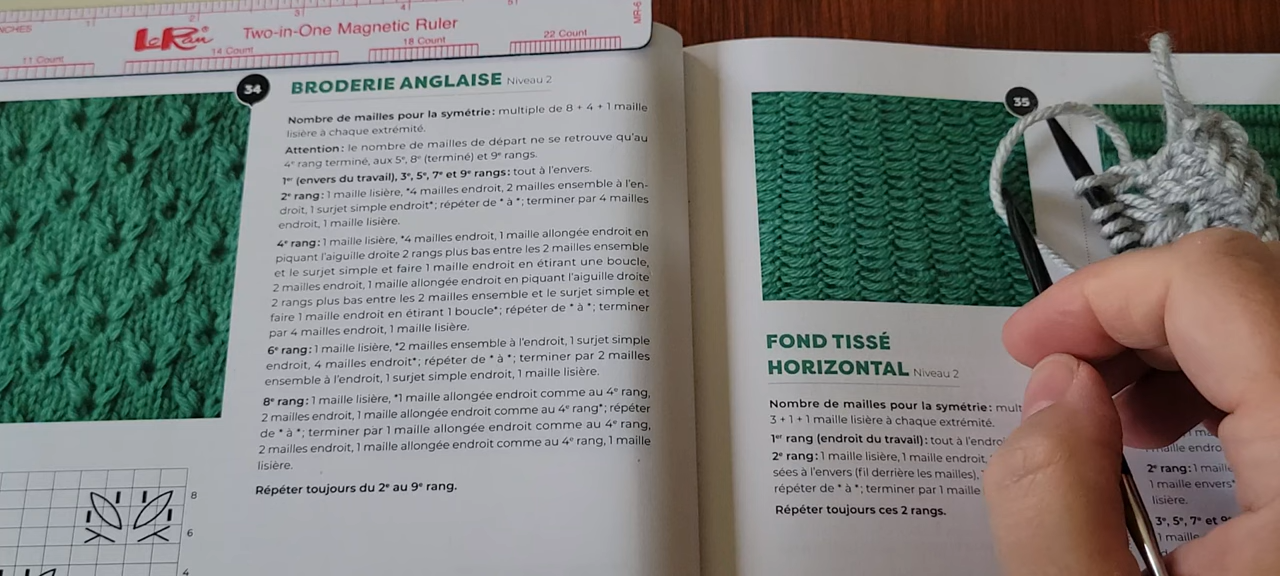 NCHES 1 2 3 4 5
LoRan® Two-in-One Magnetic Ruler MR-6
11 Count 14 Count 18 Count 22 Count
34
BRODERIE ANGLAISE Niveau 2
Nombre de mailles pour la symétrie : multiple de 8 + 4 + 1 maille
lisière à chaque extrémité.
Attention : le nombre de mailles de départ ne se retrouve qu'au
4e rang terminé, aux 5e, 8e (terminé) et 9e rangs.
1er (envers du travail), 3e, 5e, 7e et 9e rangs : tout à l'envers.
2e rang : 1 maille lisière, *4 mailles endroit, 2 mailles ensemble à l'en-
droit, 1 surjet simple endroit*; répéter de * à *; terminer par 4 mailles
endroit, 1 maille lisière.
4e rang : 1 maille lisière, *4 mailles endroit, 1 maille allongée endroit en
piquant l'aiguille droite 2 rangs plus bas entre les 2 mailles ensemble
et le surjet simple et faire 1 maille endroit en étirant une boucle,
2 mailles endroit, 1 maille allongée endroit en piquant l'aiguille droite
2 rangs plus bas entre les 2 mailles ensemble et le surjet simple et
faire 1 maille endroit en étirant 1 boucle*; répéter de * à *; terminer
par 4 mailles endroit, 1 maille lisière.
6e rang : 1 maille lisière, *2 mailles ensemble à l'endroit, 1 surjet simple
endroit, 4 mailles endroit*; répéter de * à *; terminer par 2 mailles
ensemble à l'endroit, 1 surjet simple endroit, 1 maille lisière.
8e rang : 1 maille lisière, *1 maille allongée endroit comme au 4e rang,
2 mailles endroit, 1 maille allongée endroit comme au 4e rang*; répéter
de * à *; terminer par 1 maille allongée endroit comme au 4e rang,
2 mailles endroit, 1 maille allongée endroit comme au 4e rang, 1 maille
lisière.
Répéter toujours du 2e au 9e rang.
8
6
4
35
FOND TISSÉ
HORIZONTAL Niveau 2
Nombre de mailles pour la symétrie : mult
3 + 1 + 1 maille lisière à chaque extrémité.
1er rang (endroit du travail) : tout à l'endroi
2e rang : 1 maille lisière, 1 maille endroit,
sées à l'envers (fil derrière les mailles),
répéter de * à *; terminer par 1 maille
Répéter toujours ces 2 rangs.
maille endro
2e rang : 1 maille
1 maille envers*
lisière.
3e, 5e, 7e et 9e
1 maille